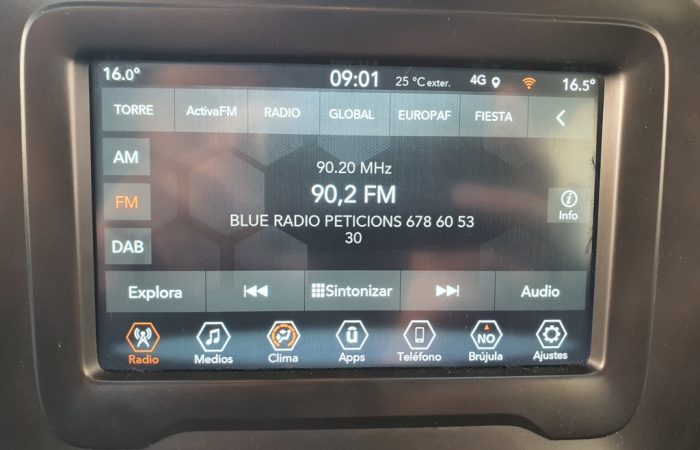 16.0° 09:01 25 °C exter. 4G 16.5°
TORRE ActivaFM RADIO GLOBAL EUROPAF FIESTA
AM
90.20 MHz
90,2 FM
FM
BLUE RADIO PETICIONS 678 60 53
30
Info
DAB
Explora Sintonizar Audio
NO
Radio Medios Clima Apps Teléfono Brújula Ajustes